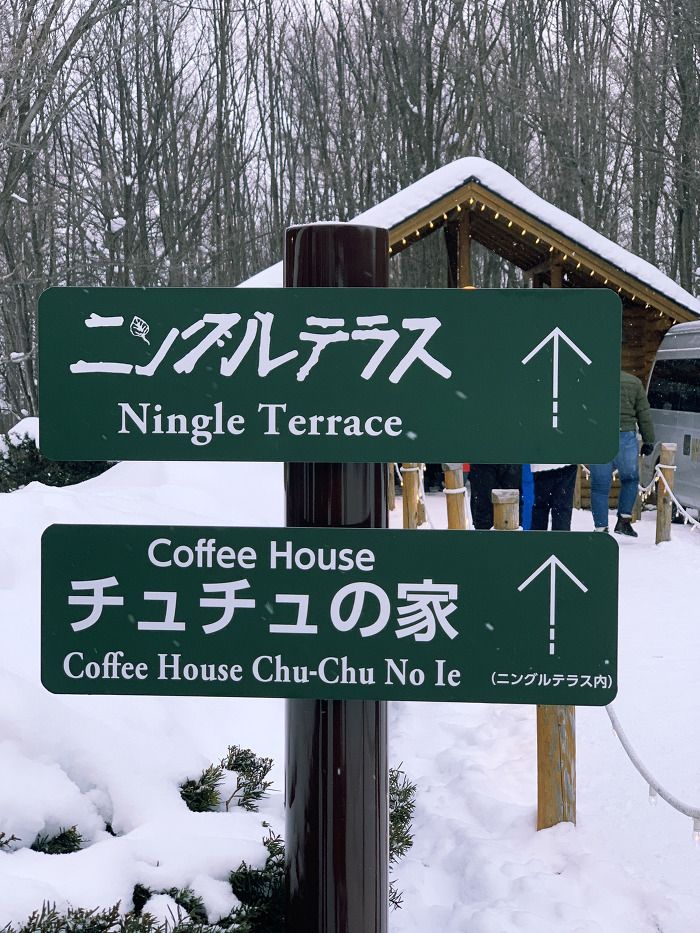 ニングルテラス
Ningle Terrace
Coffee House
チュチュの家
Coffee House Chu-Chu No Ie
(ニングルテラス内)